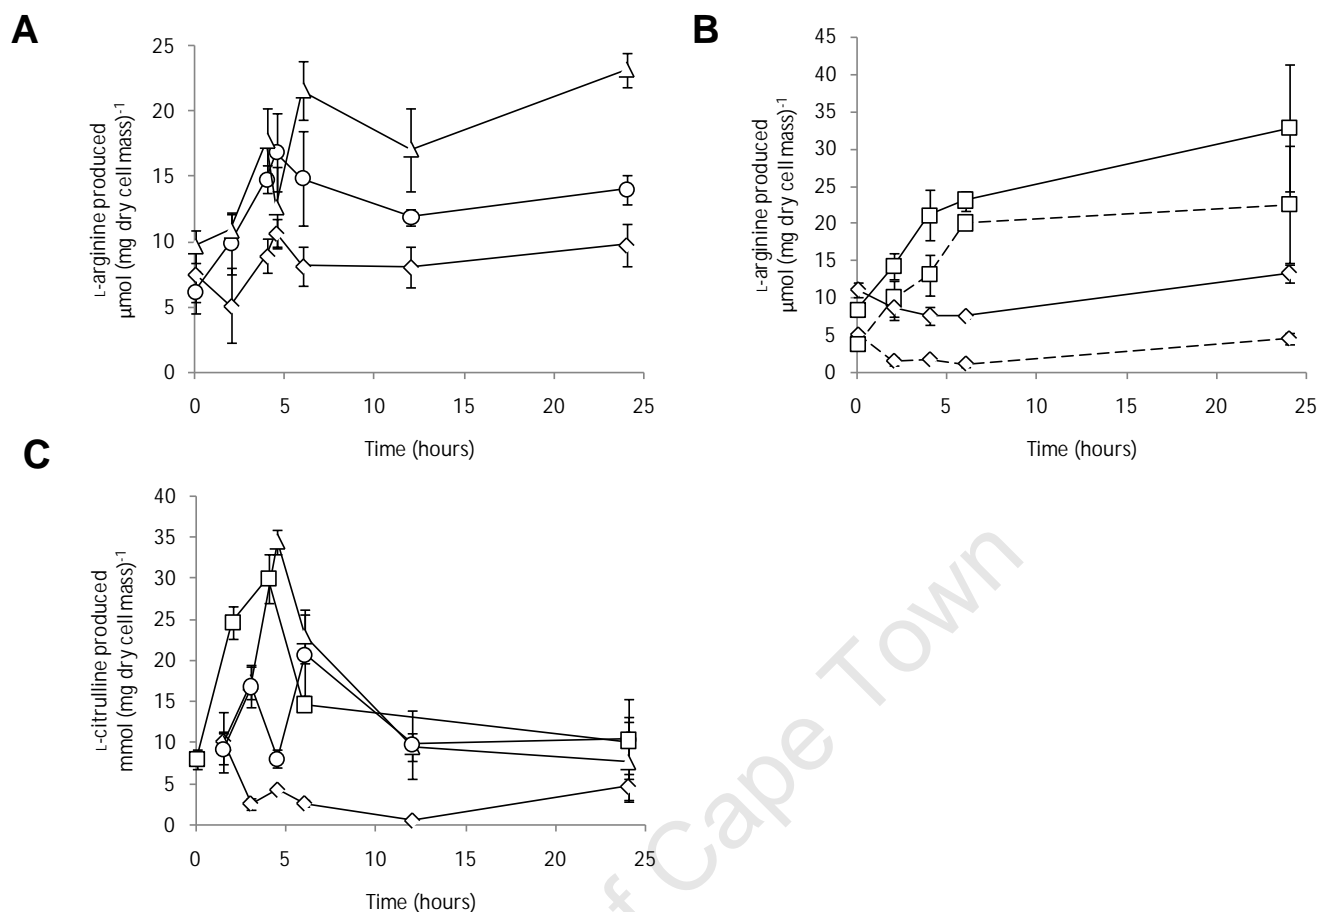 A
25
20
15
10
5
0
L-arginine produced
µmol (mg dry cell mass)-1
0 5 10 15 20 25
Time (hours)
B
45
40
35
30
25
20
15
10
5
0
L-arginine produced
µmol (mg dry cell mass)-1
0 5 10 15 20 25
Time (hours)
C
40
35
30
25
20
15
10
5
0
L-citrulline produced
mmol (mg dry cell mass)-1
0 5 10 15 20 25
Time (hours)
of Cape Town